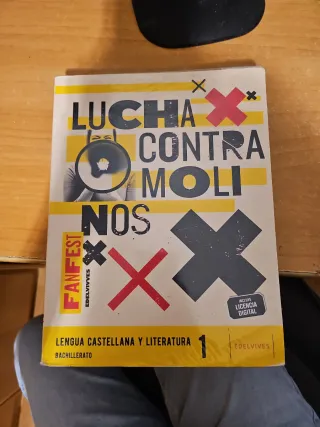 LUCHA
CONTRA
MOLI
NOS
FANFEST
EDELVIVES
INCLUYE
LICENCIA
DIGITAL
LENGUA CASTELLANA Y LITERATURA 1
BACHILLERATO
EDELVIVES